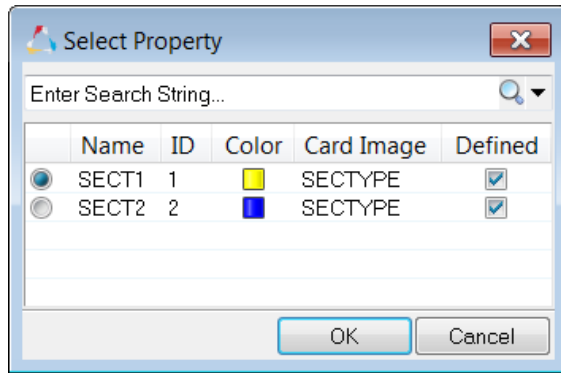 Select Property
Enter Search String...
Name ID Color Card Image Defined
SECT1 1 SECTYPE
SECT2 2 SECTYPE
OK Cancel